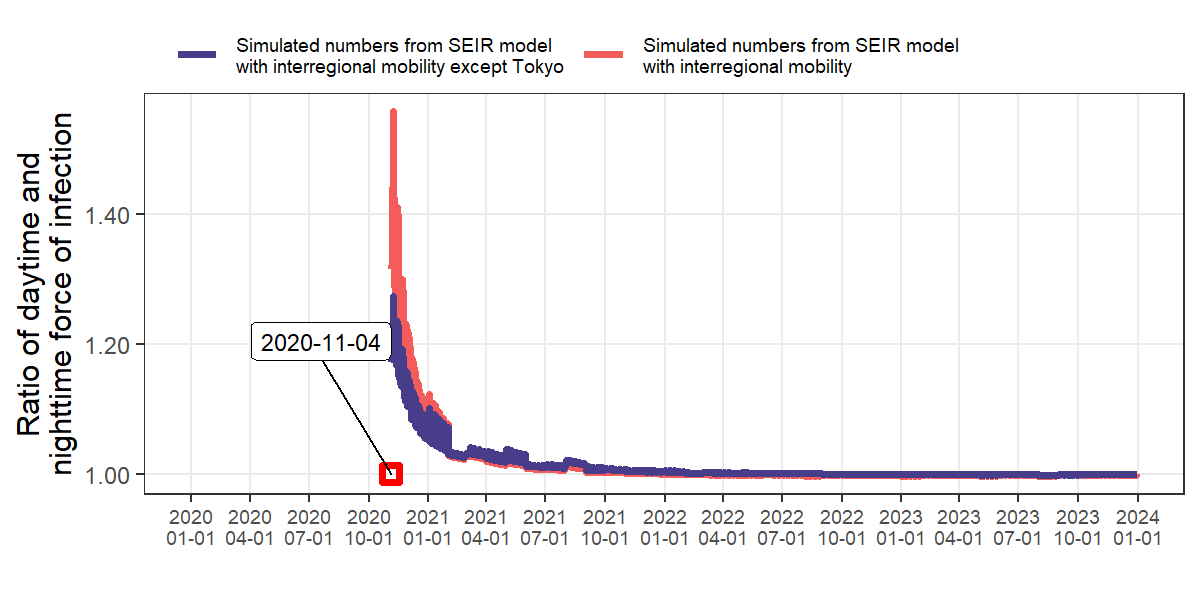 Simulated numbers from SEIR model
with interregional mobility except Tokyo
Simulated numbers from SEIR model
with interregional mobility
Ratio of daytime and
nighttime force of infection
1.40
1.20
1.00
2020-11-04
2020 2020 2020 2020 2021 2021 2021 2021 2022 2022 2022 2022 2023 2023 2023 2023 2024
01-01 04-01 07-01 10-01 01-01 04-01 07-01 10-01 01-01 04-01 07-01 10-01 01-01 04-01 07-01 10-01 01-01